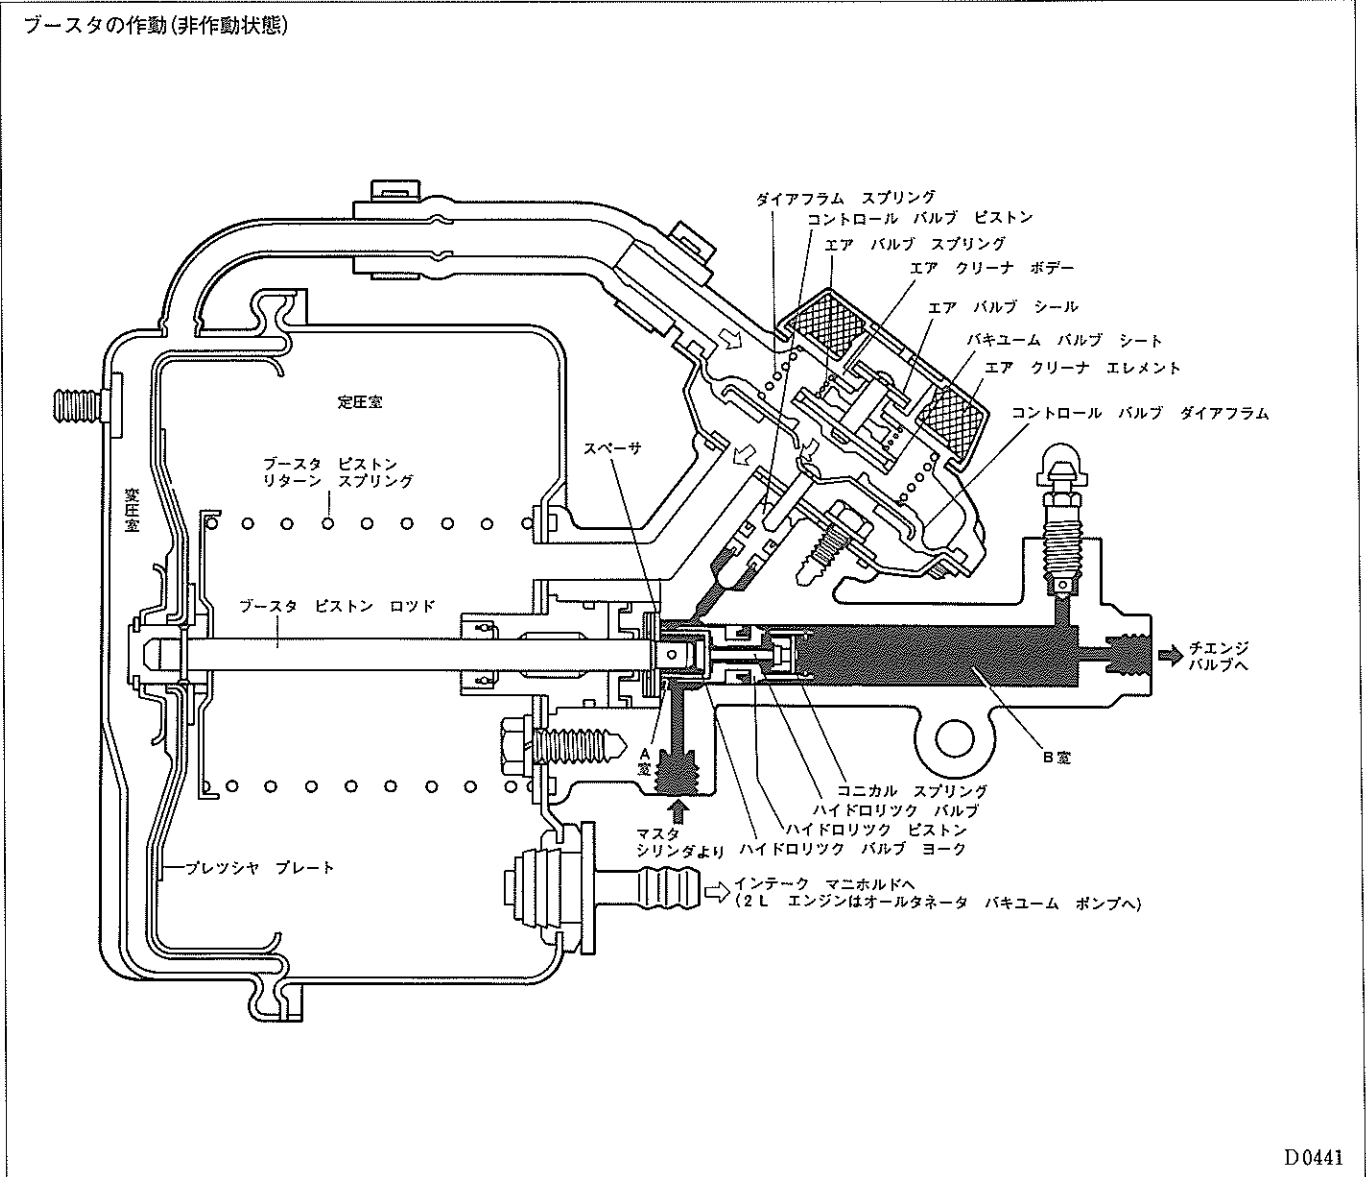 ブースタの作動(非作動状態)
ダイアフラム スプリング
コントロール バルブ ピストン
エア バルブ スプリング
エア クリーナ ボデー
エア バルブ シール
バキユーム バルブ シート
エア クリーナ エレメント
コントロール バルブ ダイアフラム
定圧室
スペーサ
ブースタ ピストン
リターン スプリング
変圧室
ブースタ ピストン ロツド
チエンジ
バルブへ
A室
B室
コニカル スプリング
ハイドロリツク バルブ
ハイドロリツク ピストン
ハイドロリツク バルブ ヨーク
マスタ
シリンダより
プレツシヤ プレート
インテーク マニホルドへ
(2L エンジンはオールタネータ バキユーム ポンプへ)
D0441